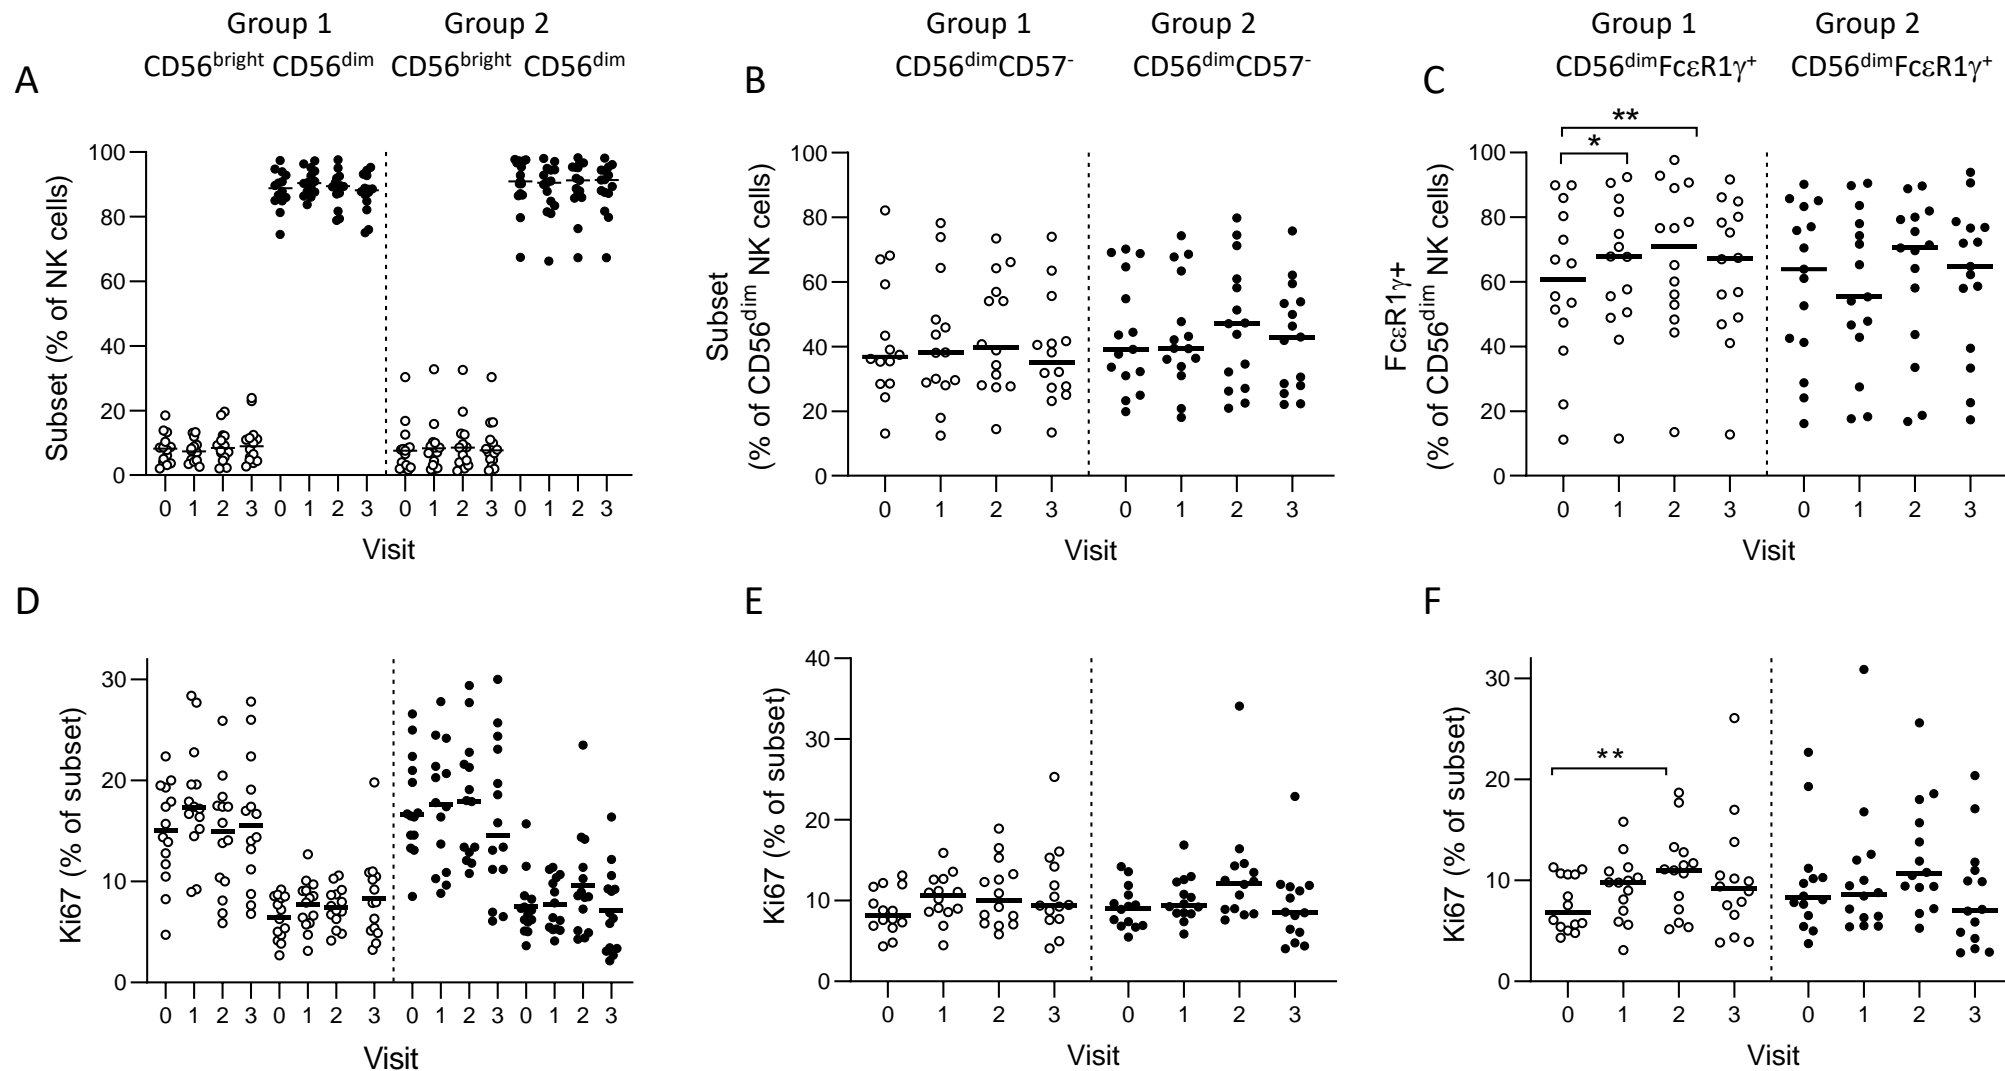 Group 1 Group 2
CD56bright CD56dim CD56bright CD56dim
A
Subset (% of NK cells)
100
80
60
40
20
0
0 1 2 3 0 1 2 3 0 1 2 3 0 1 2 3
Visit
Group 1 Group 2
CD56dimCD57- CD56dimCD57-
B
Subset
(% of CD56dim NK cells)
100
80
60
40
20
0
0 1 2 3 0 1 2 3
Visit
Group 1 Group 2
CD56dimFcεR1γ+ CD56dimFcεR1γ+
C
FcεR1γ+
(% of CD56dim NK cells)
**
*
100
80
60
40
20
0
0 1 2 3 0 1 2 3
Visit
D
Ki67 (% of subset)
30
20
10
0
0 1 2 3 0 1 2 3 0 1 2 3 0 1 2 3
Visit
E
Ki67 (% of subset)
40
30
20
10
0
0 1 2 3 0 1 2 3
Visit
F
Ki67 (% of subset)
**
30
20
10
0
0 1 2 3 0 1 2 3
Visit